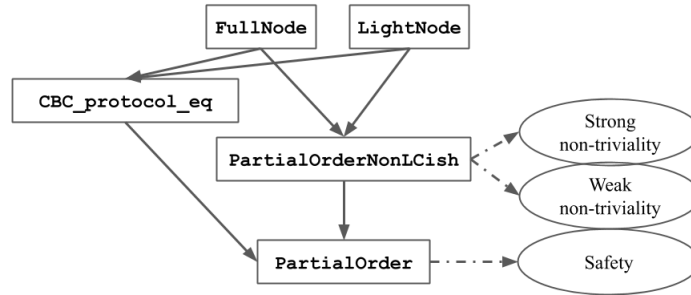 FullNode
LightNode
CBC_protocol_eq
Strong
non-triviality
PartialOrderNonLCish
Weak
non-triviality
PartialOrder
Safety